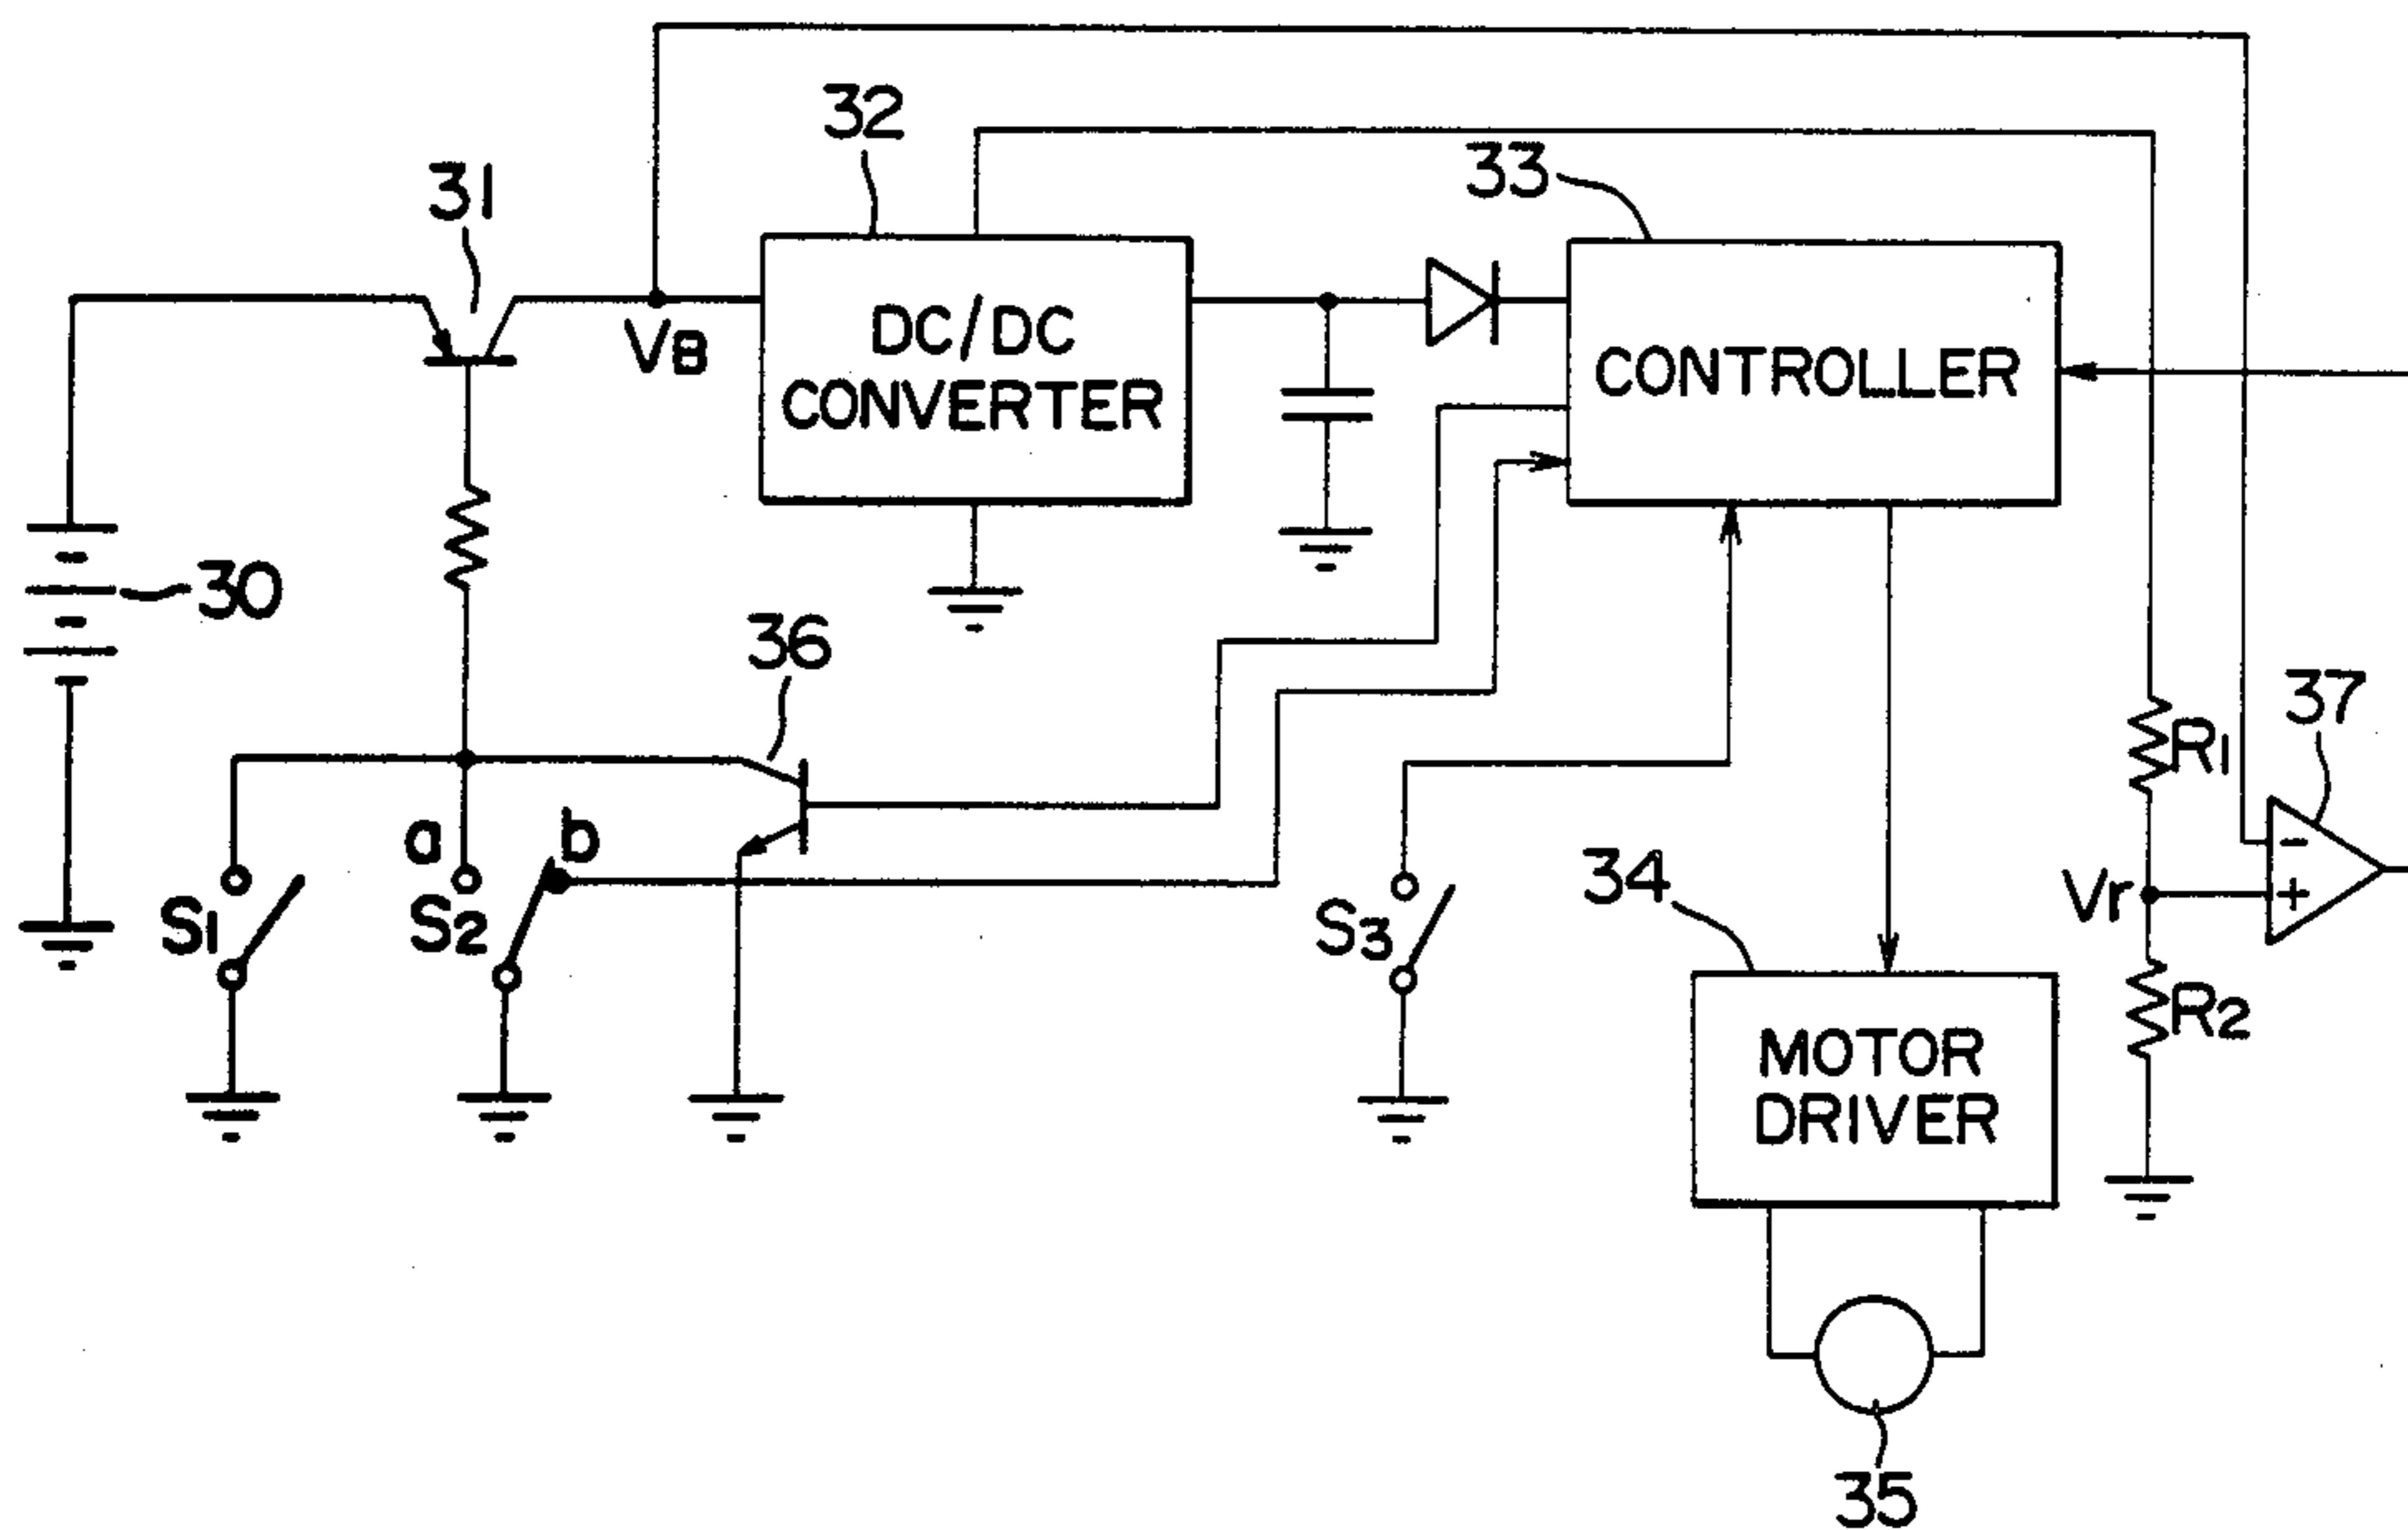 32
33
31
VB
DC/DC
CONVERTER
CONTROLLER
30
36
37
R1
a
b
S1
S2
S3
34
Vr
-
+
R2
MOTOR
DRIVER
35